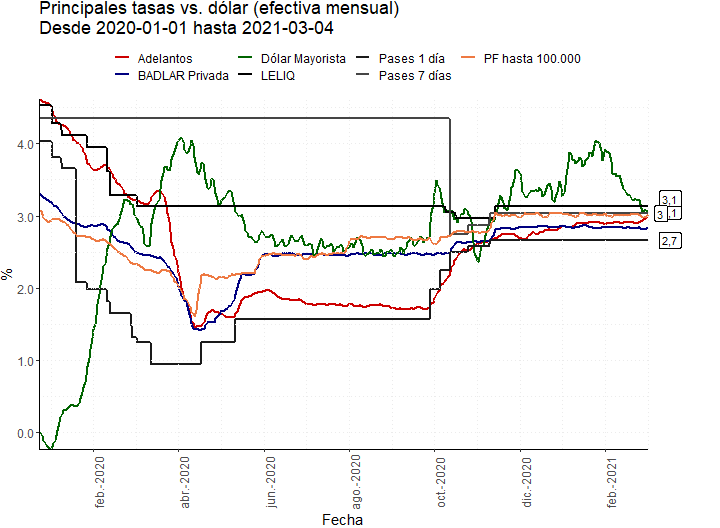 Principales tasas vs. dólar (efectiva mensual)
Desde 2020-01-01 hasta 2021-03-04
Adelantos
Dólar Mayorista
Pases 1 día
PF hasta 100.000
BADLAR Privada
LELIQ
Pases 7 días
4.0
3.0
2.0
1.0
0.0
%
3,1
3
,1
2,7
feb.-2020
abr.-2020
jun.-2020
ago.-2020
oct.-2020
dic.-2020
feb.-2021
Fecha